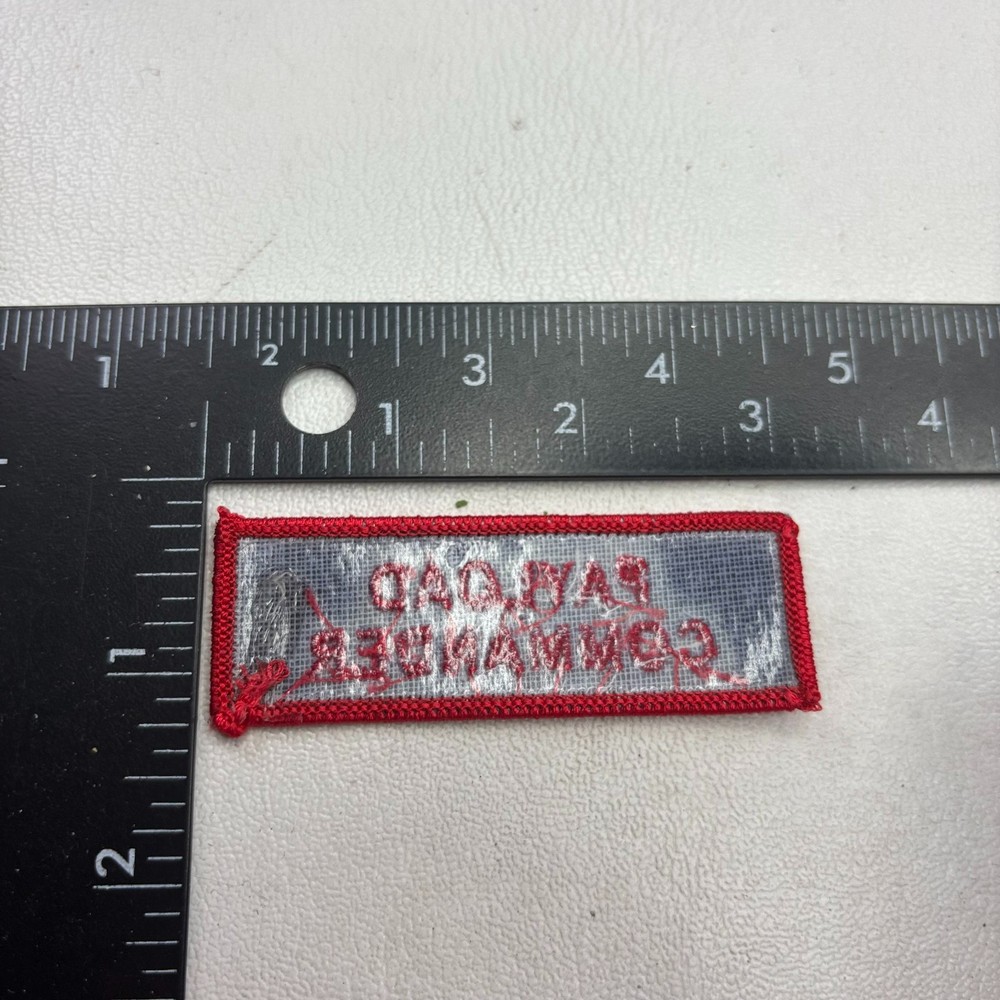 1 2 3 4 5
1 2 3 4
PAYLOAD
COMMANDER
1
2